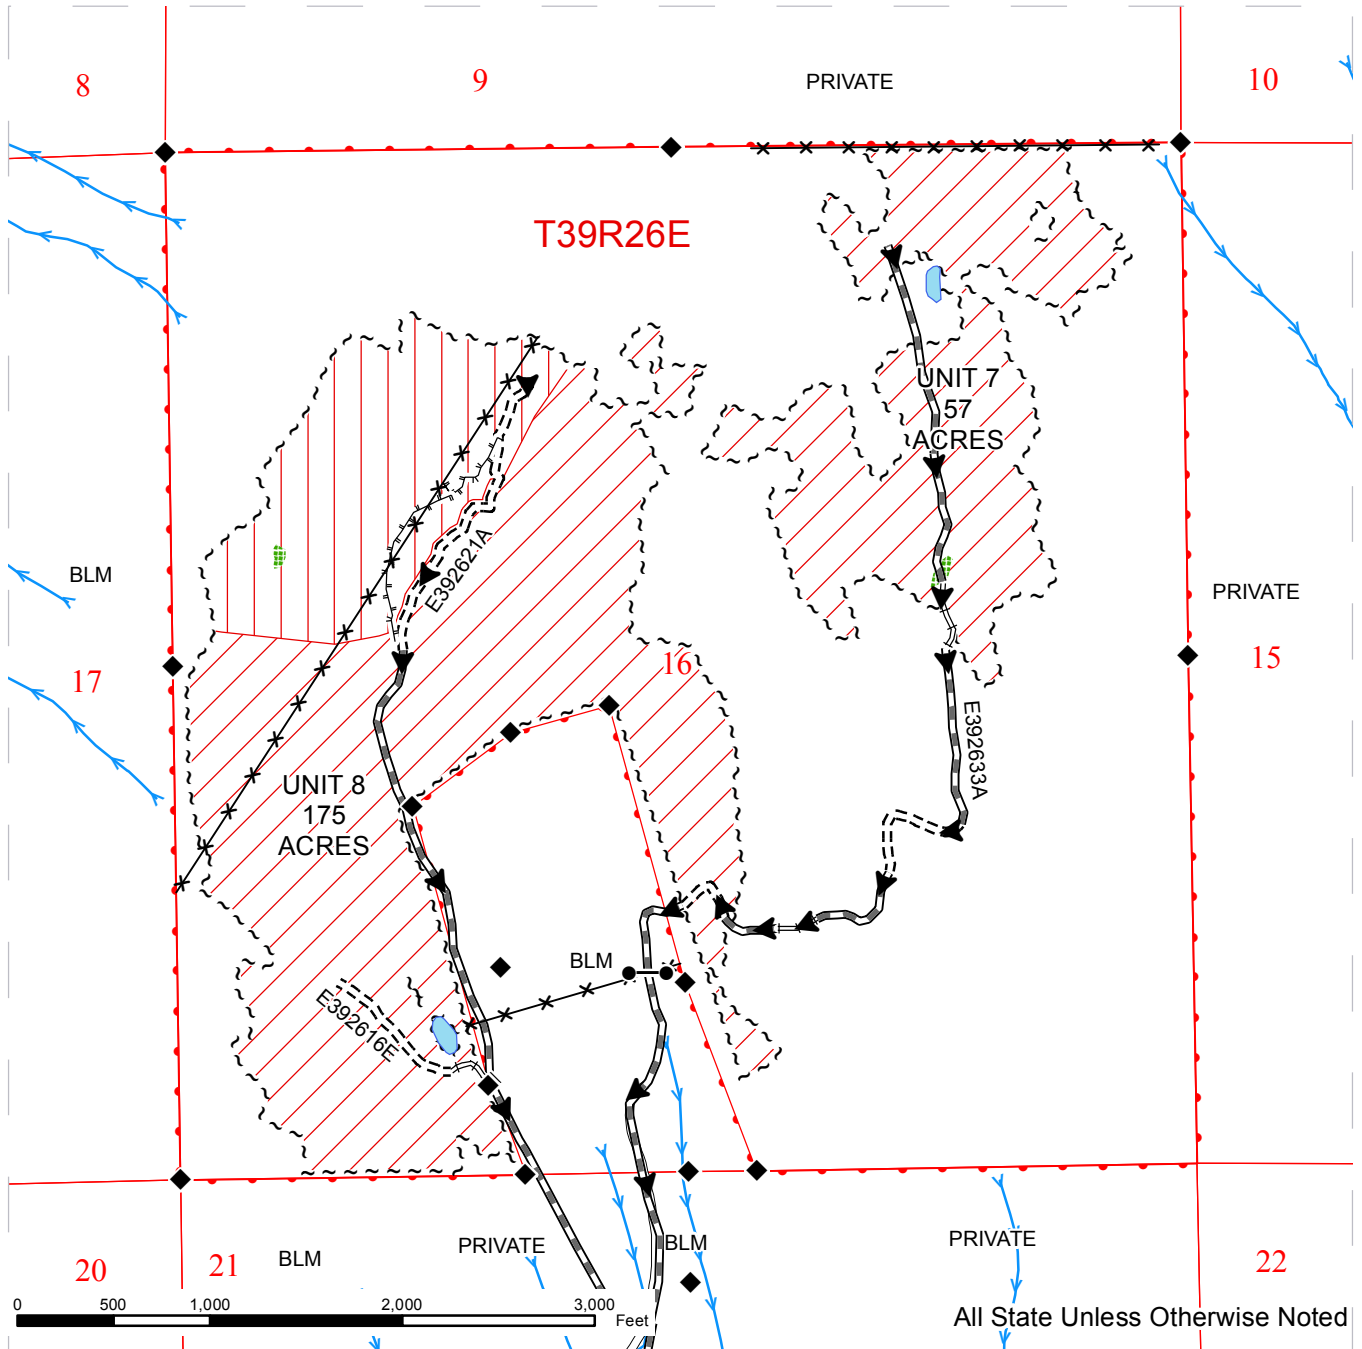 8
9
PRIVATE
10
T39R26E
UNIT 7
57
ACRES
E392621A
BLM
PRIVATE
17
16
15
E392633A
UNIT 8
175
ACRES
BLM
E392616E
20
21
BLM
PRIVATE
BLM
PRIVATE
22
0
500
1,000
2,000
3,000
Feet
All State Unless Otherwise Noted